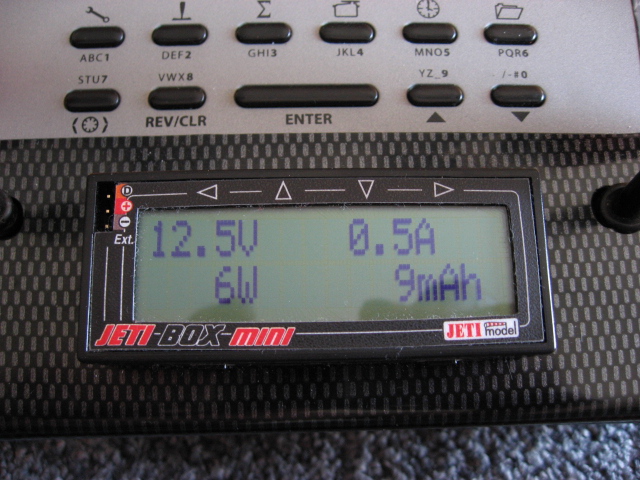 ABC1 DEF2 GHI3 JKL4 MNO5 PQR6
STU7 VWX8 YZ_9 /-#0
REV/CLR ENTER
D
Ext.
12.5V 0.5A
6W 9mAh
JETI-BOX-MINI
JETI model